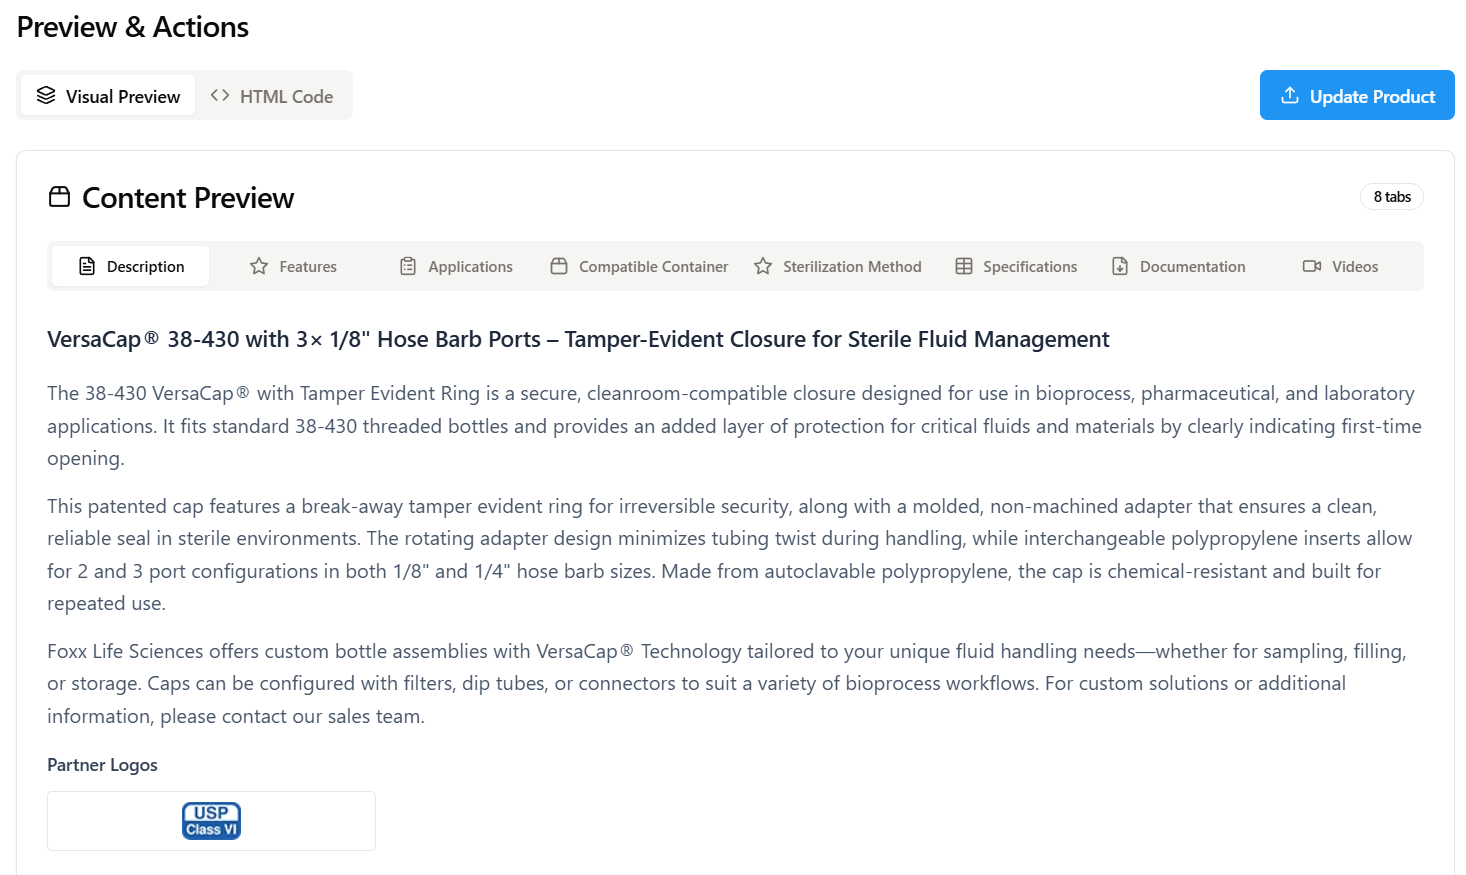 Preview & Actions
Visual Preview
HTML Code
Update Product
Content Preview
8 tabs
Description
Features
Applications
Compatible Container
Sterilization Method
Specifications
Documentation
Videos
VersaCap® 38-430 with 3× 1/8" Hose Barb Ports – Tamper-Evident Closure for Sterile Fluid Management
The 38-430 VersaCap® with Tamper Evident Ring is a secure, cleanroom-compatible closure designed for use in bioprocess, pharmaceutical, and laboratory
applications. It fits standard 38-430 threaded bottles and provides an added layer of protection for critical fluids and materials by clearly indicating first-time
opening.
This patented cap features a break-away tamper evident ring for irreversible security, along with a molded, non-machined adapter that ensures a clean,
reliable seal in sterile environments. The rotating adapter design minimizes tubing twist during handling, while interchangeable polypropylene inserts allow
for 2 and 3 port configurations in both 1/8" and 1/4" hose barb sizes. Made from autoclavable polypropylene, the cap is chemical-resistant and built for
repeated use.
Foxx Life Sciences offers custom bottle assemblies with VersaCap® Technology tailored to your unique fluid handling needs—whether for sampling, filling,
or storage. Caps can be configured with filters, dip tubes, or connectors to suit a variety of bioprocess workflows. For custom solutions or additional
information, please contact our sales team.
Partner Logos
USP
Class VI